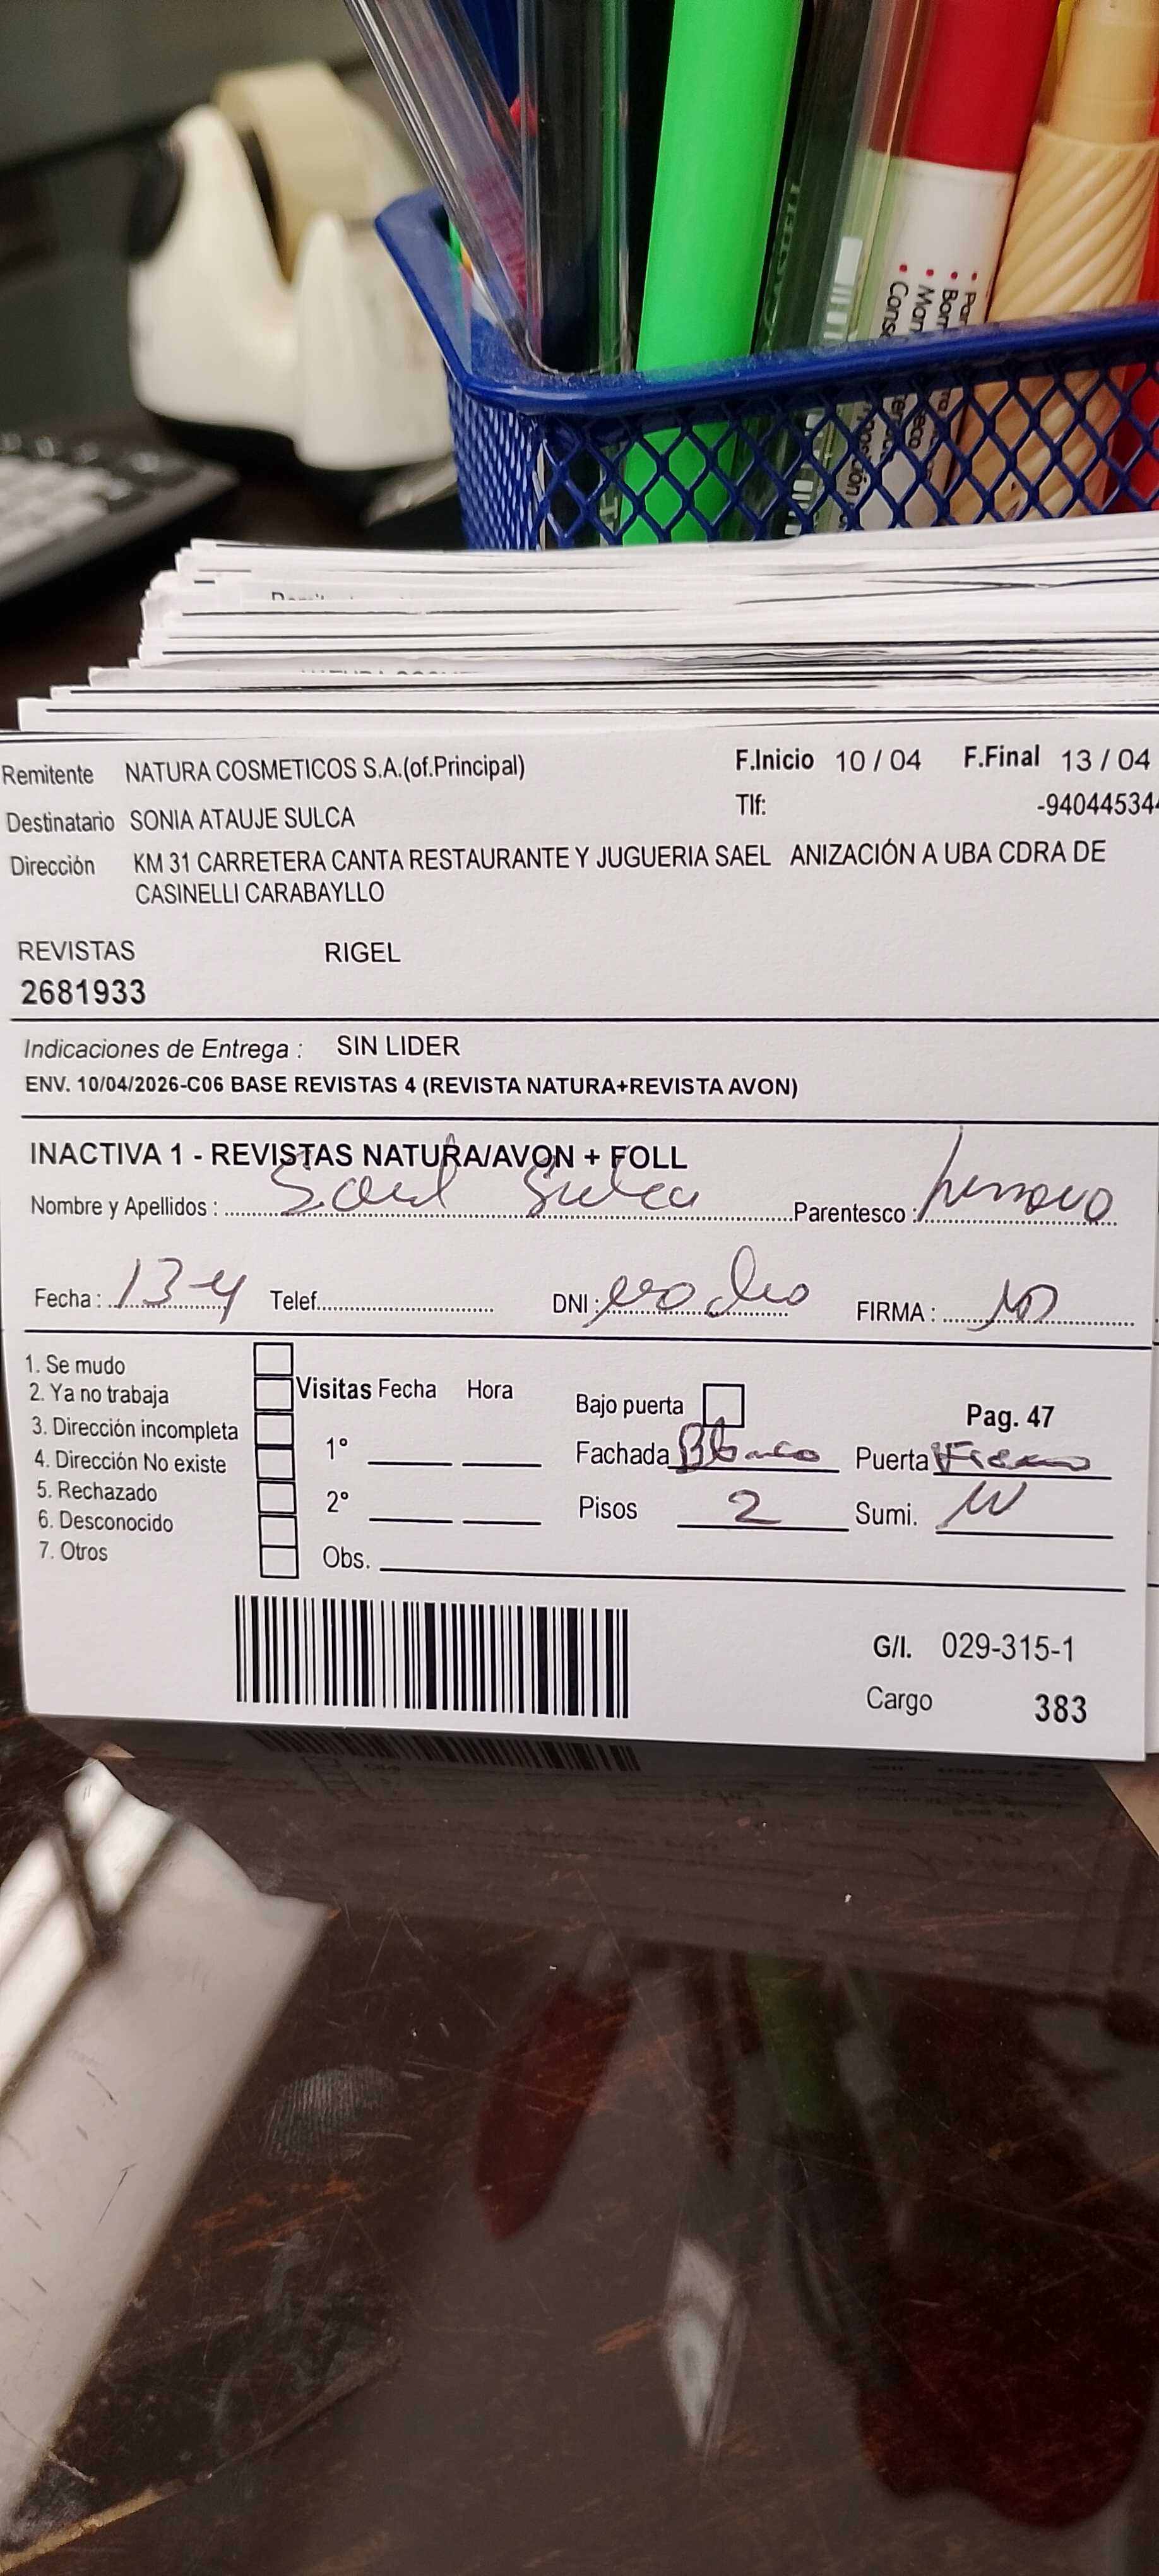 Remitente NATURA COSMETICOS S.A.(of.Principal) F.Inicio 10 / 04 F.Final 13 / 04
Destinatario SONIA ATAUJE SULCA Tlf: -94044534
Dirección KM 31 CARRETERA CANTA RESTAURANTE Y JUGUERIA SAEL ANIZACIÓN A UBA CDRA DE
CASINELLI CARABAYLLO
REVISTAS RIGEL
2681933
Indicaciones de Entrega : SIN LIDER
ENV. 10/04/2026-C06 BASE REVISTAS 4 (REVISTA NATURA+REVISTA AVON)
INACTIVA 1 - REVISTAS NATURA/AVON + FOLL
Nombre y Apellidos : Saul Sulca Parentesco :
Fecha : 13-4 Telef. DNI : FIRMA :
1. Se mudo
2. Ya no trabaja Visitas Fecha Hora Bajo puerta Pag. 47
3. Dirección incompleta
4. Dirección No existe 1° Fachada Blanco Puerta Fierro
5. Rechazado
6. Desconocido 2° Pisos 2 Sumi.
7. Otros Obs.
G/I. 029-315-1
Cargo 383